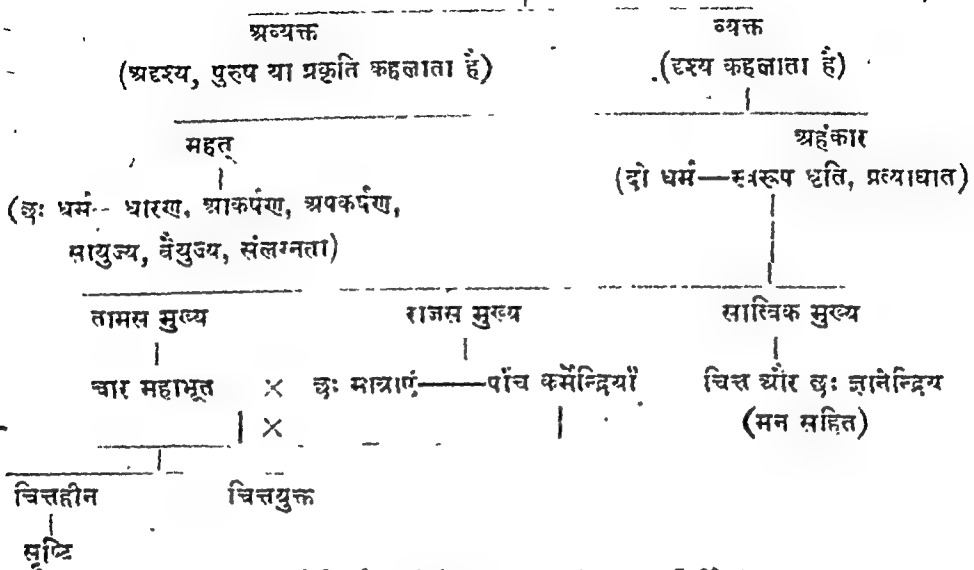 अव्यक्त व्यक्त
(अदृश्य, पुरुष या प्रकृति कहलाता है) (दृश्य कहलाता है)
महत् अहंकार
(दो धर्म—स्वरूप धृति, प्रत्याघात)
(छः धर्म-- धारण, आकर्षण, अपकर्षण,
सायुज्य, वैयुज्य, संलग्नता)
तामस मुख्य राजस मुख्य सात्विक मुख्य
चार महाभूत × छः मात्राएं——पाँच कर्मेन्द्रियाँ चित्त और छः ज्ञानेन्द्रिय
× (मन सहित)
चित्तहीन चित्तयुक्त
सृष्टि